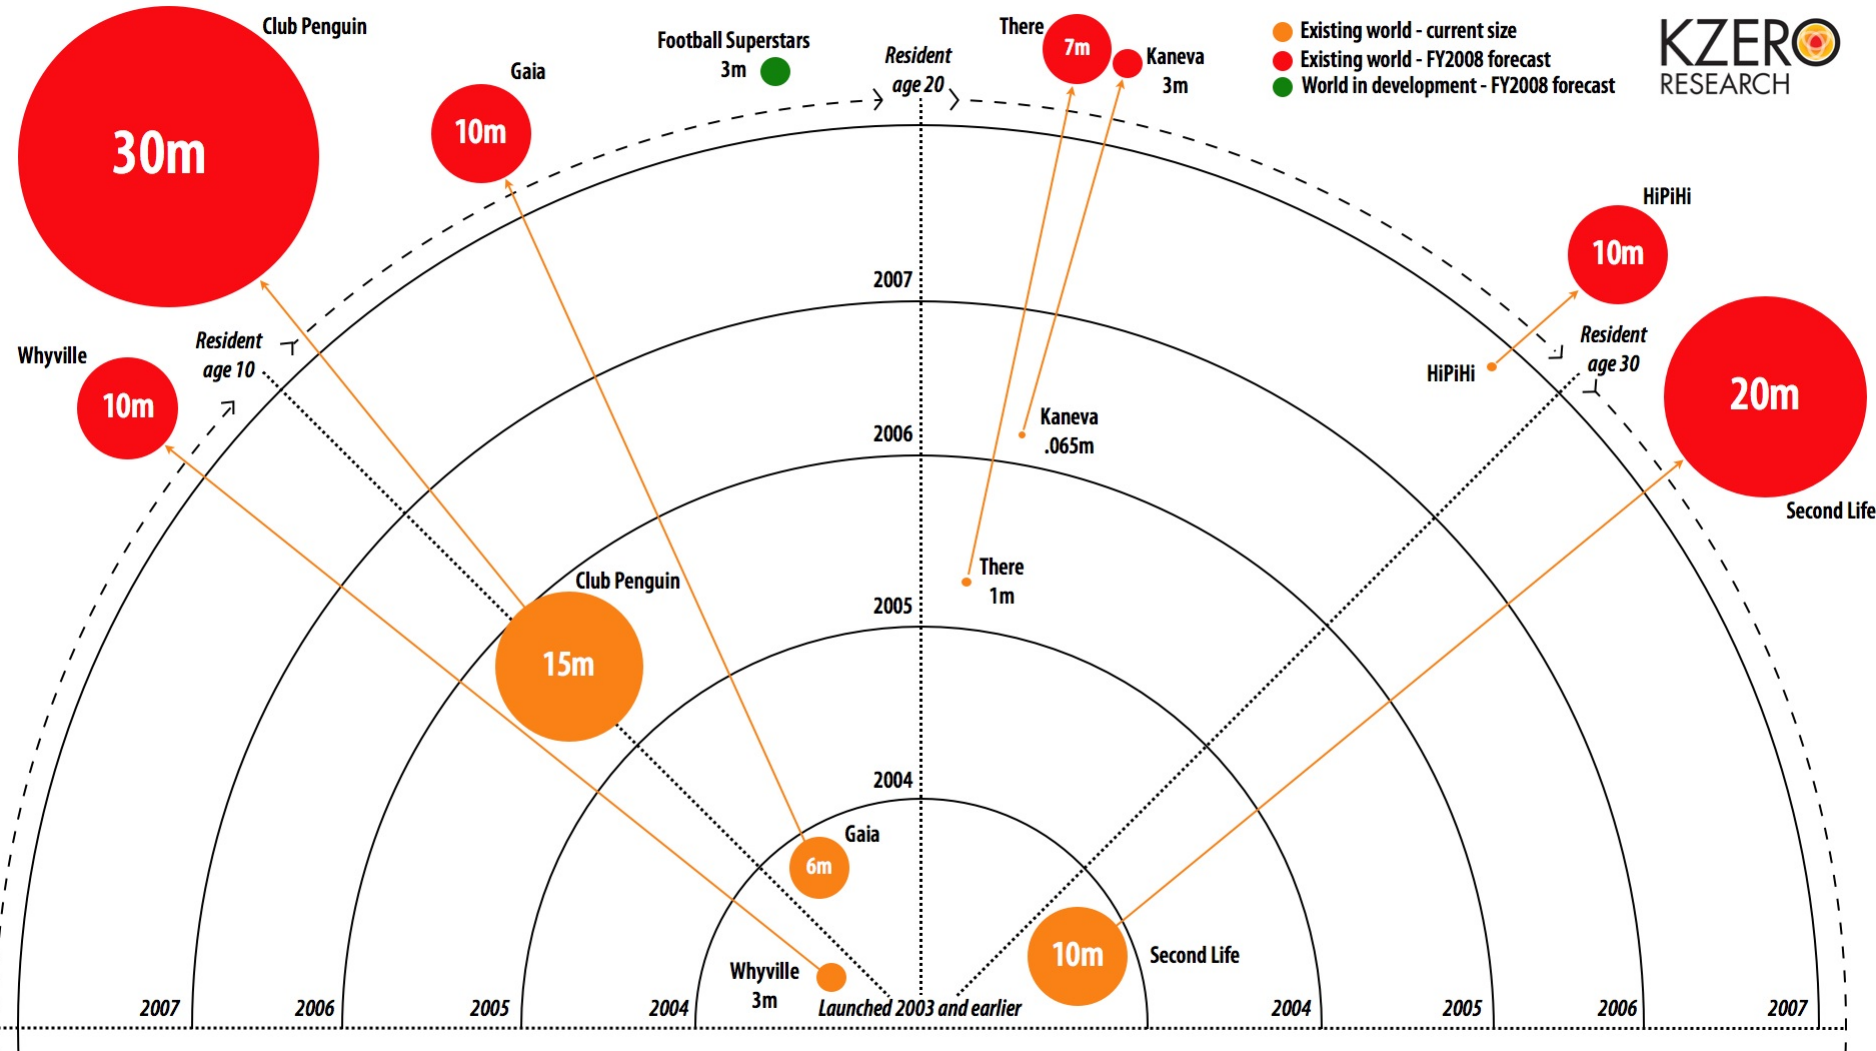 Club Penguin
30m
Gaia
10m
Football Superstars
3m
Resident
age 20
There
7m
Kaneva
3m
Existing world - current size
Existing world - FY2008 forecast
World in development - FY2008 forecast
KZERO
RESEARCH
HiPiHi
10m
Resident
age 30
20m
Second Life
HiPiHi
Whyville
10m
Resident
age 10
2007
2006
Kaneva
.065m
There
1m
2005
Club Penguin
15m
2004
Gaia
6m
10m
Second Life
Whyville
3m
Launched 2003 and earlier
2007
2006
2005
2004
2004
2005
2006
2007